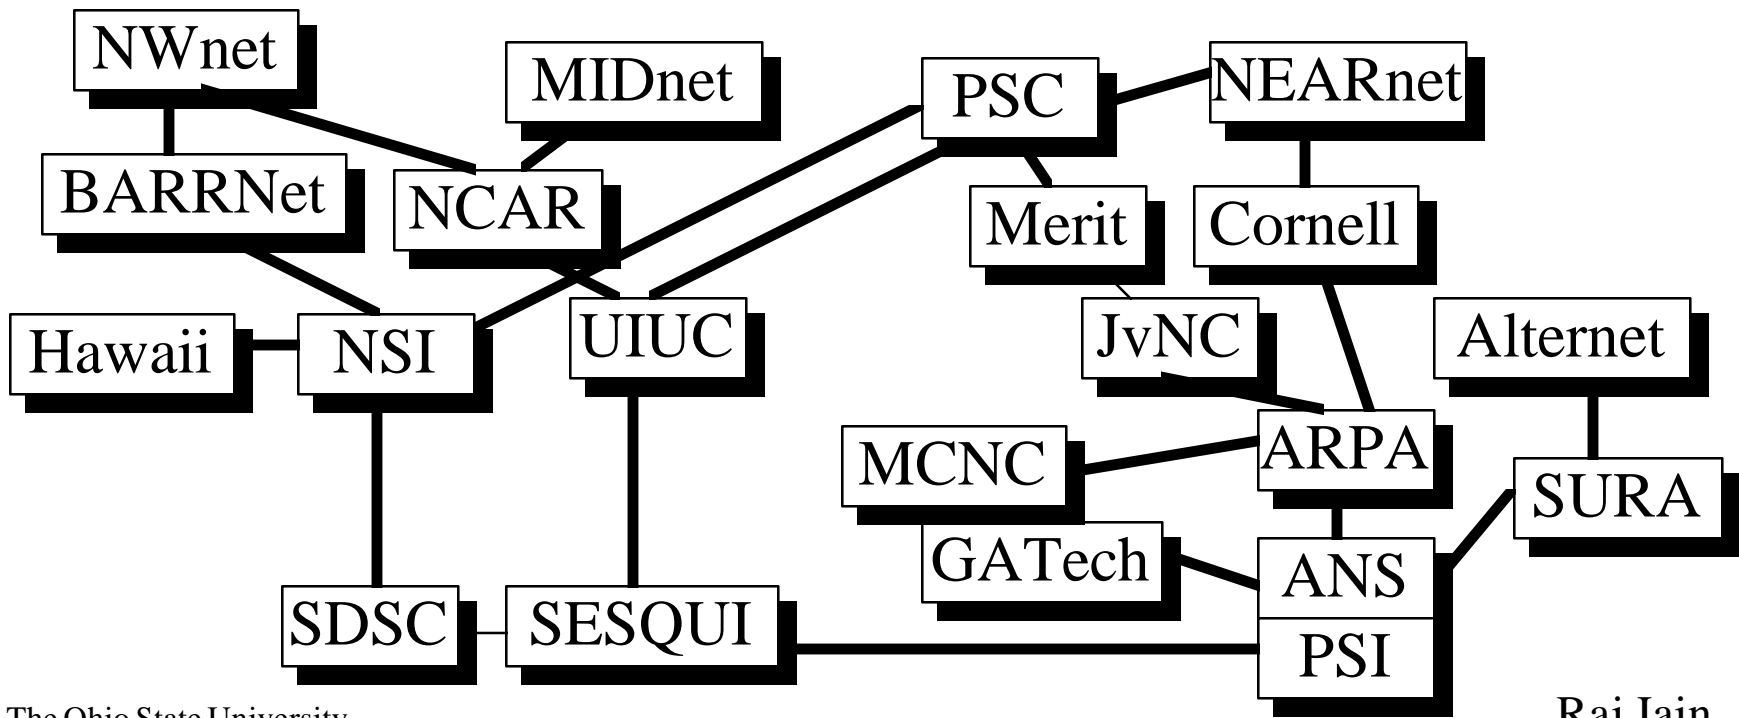 NWnet
MIDnet
PSC
NEARnet
BARRNet
NCAR
Merit
Cornell
Hawaii
NSI
UIUC
JvNC
Alternet
MCNC
ARPA
SURA
GATech
ANS
SDSC
SESQUI
PSI
The Ohio State University
Raj Jain